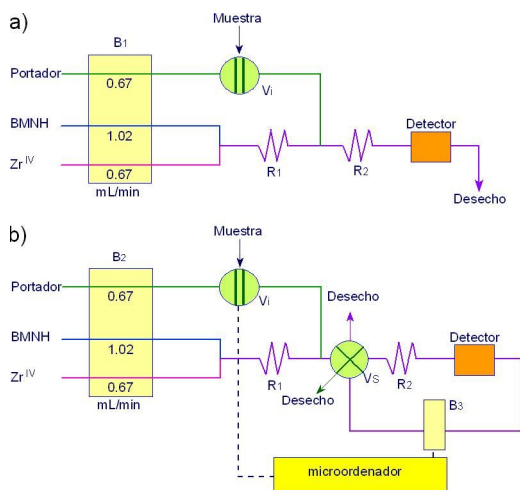 a)
Muestra
B1
Portador
0.67
Vi
BMNH
1.02
Detector
Zr IV
0.67
R1
R2
mL/min
Desecho
b)
Muestra
B2
Portador
0.67
Vi
Desecho
BMNH
1.02
Detector
Zr IV
0.67
R1
VS
R2
mL/min
Desecho
B3
microordenador